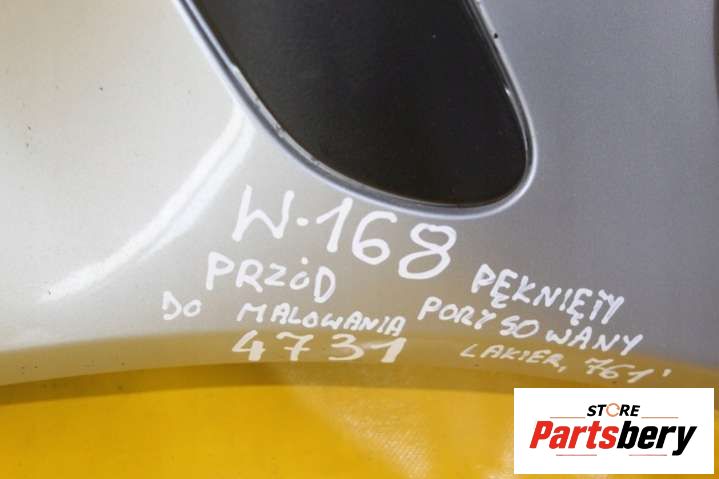 W·168
PRZÓD PĘKNIĘTY
DO MALOWANIA PORYSOWANY
4731 LAKIER, 761'
STORE
Partsbery